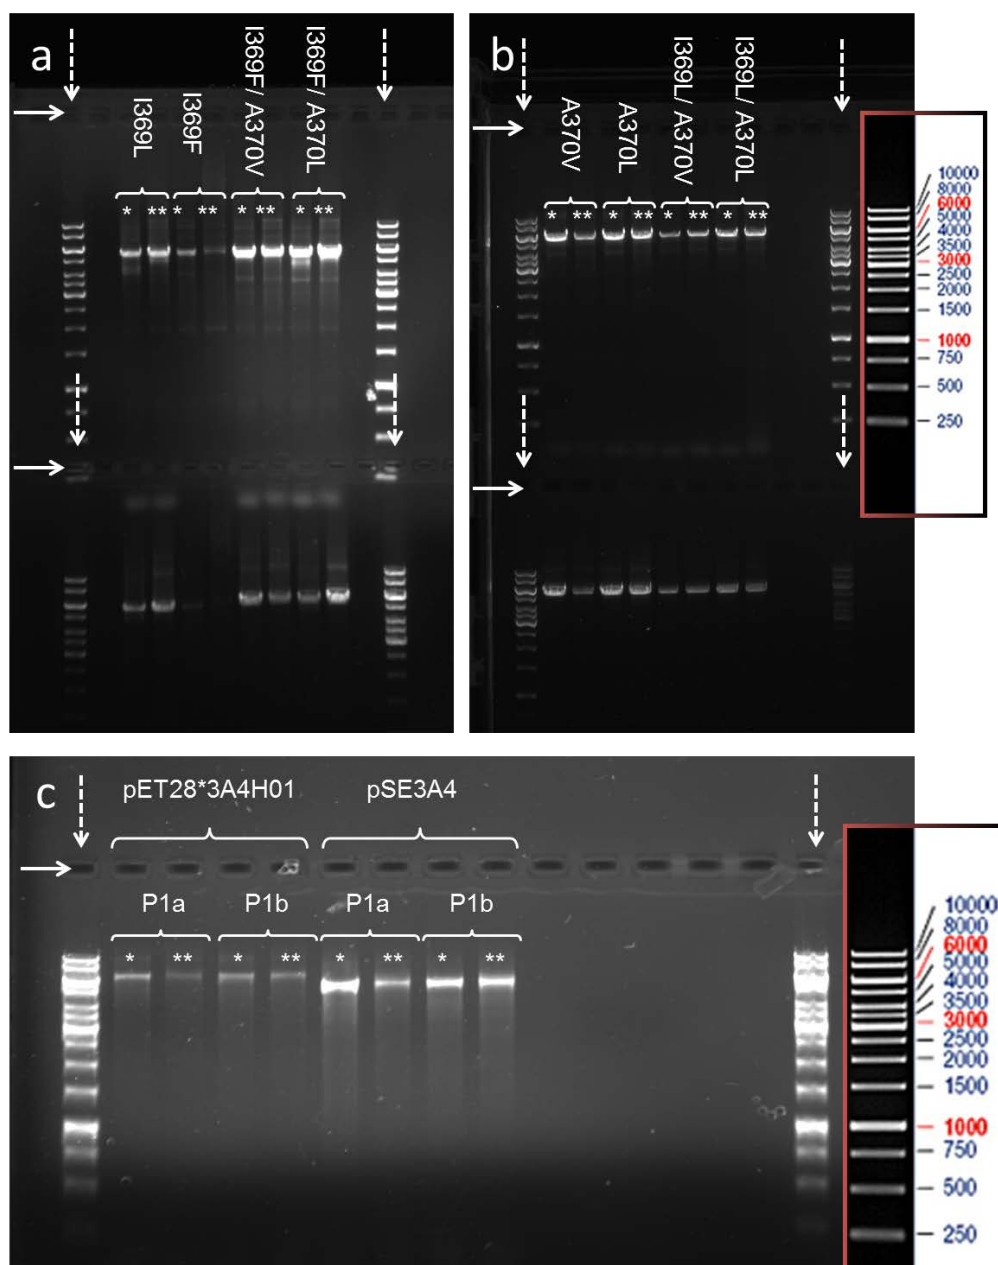 a
I369L
I369F
I369F/ A370V
I369F/ A370L
* ** * ** * ** * **
b
A370V
A370L
I369L/ A370V
I369L/ A370L
* ** * ** * ** * **
10000
8000
6000
5000
4000
3500
3000
2500
2000
1500
1000
750
500
250
c
pET28*3A4H01 pSE3A4
P1a P1b P1a P1b
* ** * ** * ** * **
10000
8000
6000
5000
4000
3500
3000
2500
2000
1500
1000
750
500
250